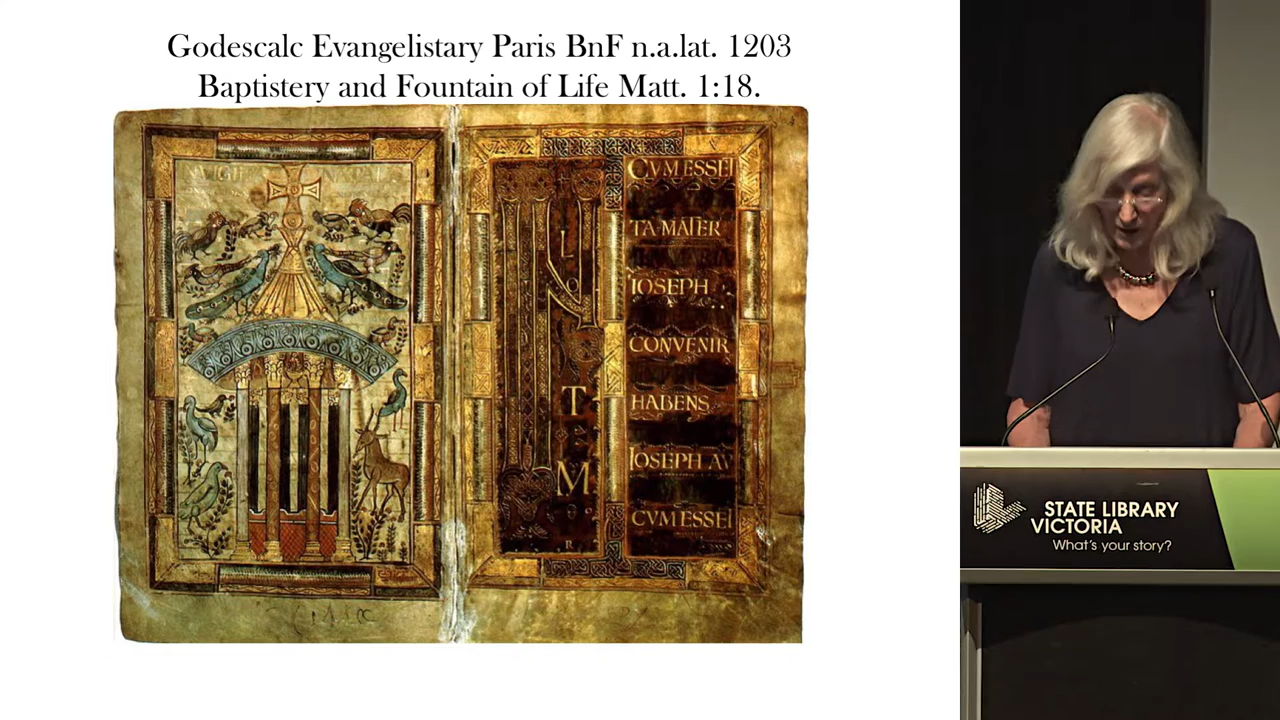 Godescalc Evangelistary Paris BnF n.a.lat. 1203
Baptistery and Fountain of Life Matt. 1:18.
CVM ESSET
TA MATER
IOSEPH
CONVENIR
HABENS
IOSEPH AV
CVM ESSET
STATE LIBRARY
VICTORIA
What's your story?